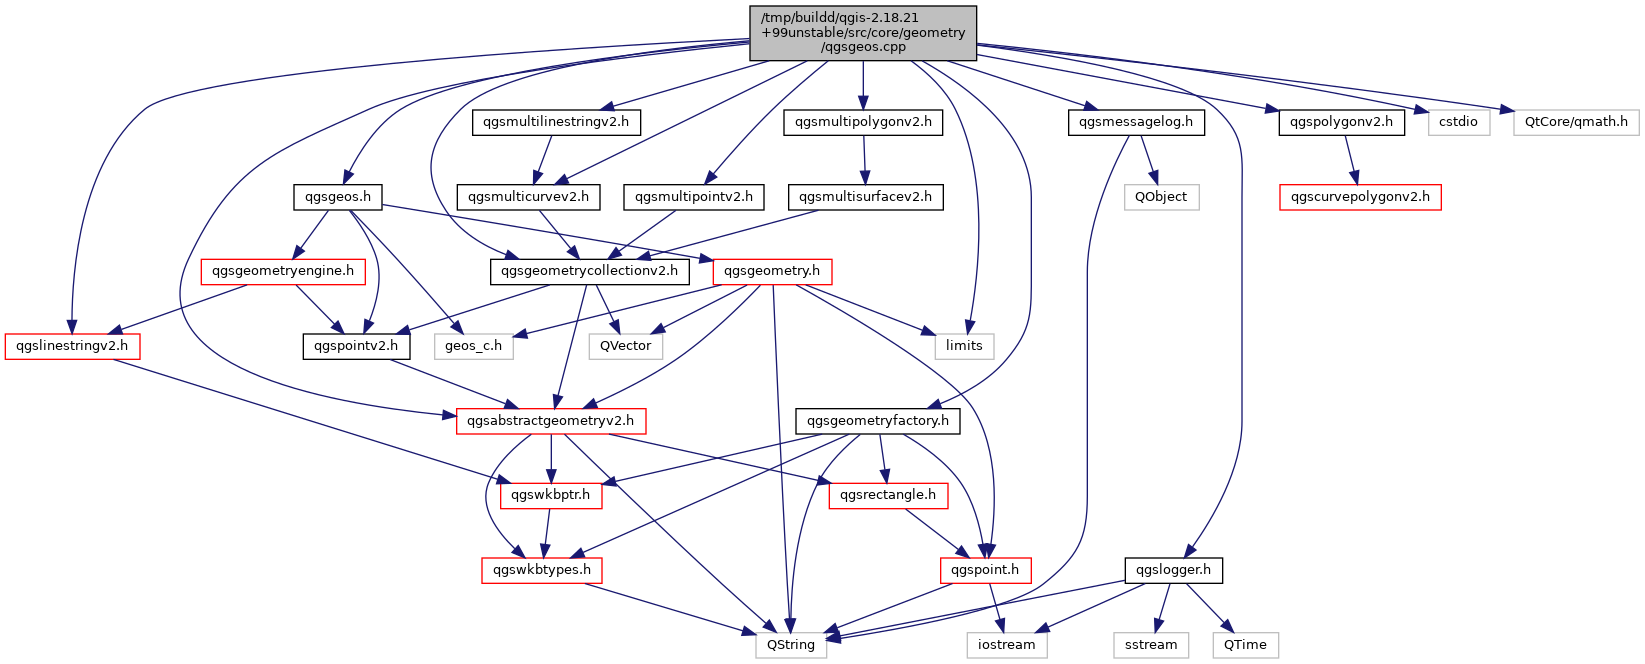 /tmp/buildd/qgis-2.18.21
+99unstable/src/core/geometry
/qgsgeos.cpp
qgsmultilinestringv2.h
qgsmultipolygonv2.h
qgsmessagelog.h
qgspolygonv2.h
cstdio
QtCore/qmath.h
qgsgeos.h
qgsmulticurvev2.h
qgsmultipointv2.h
qgsmultisurfacev2.h
QObject
qgscurvepolygonv2.h
qgsgeometryengine.h
qgsgeometrycollectionv2.h
qgsgeometry.h
qgslinestringv2.h
qgspointv2.h
geos_c.h
QVector
limits
qgsabstractgeometryv2.h
qgsgeometryfactory.h
qgswkbptr.h
qgsrectangle.h
qgswkbtypes.h
qgspoint.h
qgslogger.h
QString
iostream
sstream
QTime